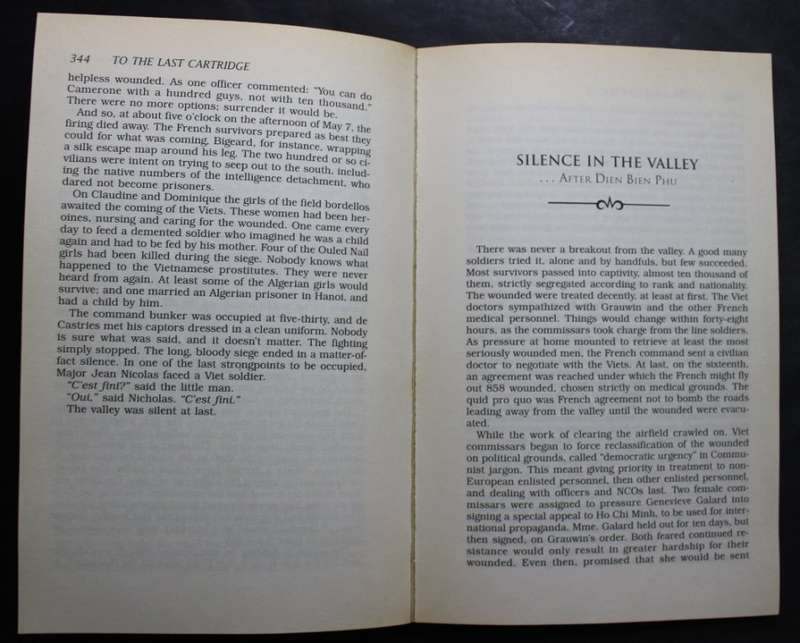 344 TO THE LAST CARTRIDGE
helpless wounded. As one officer commented: "You can do
Camerone with a hundred guys, not with ten thousand."
There were no more options; surrender it would be.
And so, at about five o'clock on the afternoon of May 7, the
firing died away. The French survivors prepared as best they
could for what was coming, Bigeard, for instance, wrapping
a silk escape map around his leg. The two hundred or so ci-
vilians were intent on trying to seep out to the south, includ-
ing the native numbers of the intelligence detachment, who
dared not become prisoners.
On Claudine and Dominique the girls of the field bordellos
awaited the coming of the Viets. These women had been her-
oines, nursing and caring for the wounded. One came every
day to feed a demented soldier who imagined he was a child
again and had to be fed by his mother. Four of the Ouled Nail
girls had been killed during the siege. Nobody knows what
happened to the Vietnamese prostitutes. They were never
heard from again. At least some of the Algerian girls would
survive; and one married an Algerian prisoner in Hanoi, and
had a child by him.
The command bunker was occupied at five-thirty, and de
Castries met his captors dressed in a clean uniform. Nobody
is sure what was said, and it doesn't matter. The fighting
simply stopped. The long, bloody siege ended in a matter-of-
fact silence. In one of the last strongpoints to be occupied,
Major Jean Nicolas faced a Viet soldier.
"C'est fini?" said the little man.
"Oui," said Nicholas. "C'est fini."
The valley was silent at last.
SILENCE IN THE VALLEY
. . . AFTER DIEN BIEN PHU
There was never a breakout from the valley. A good many
soldiers tried it, alone and by handfuls, but few succeeded.
Most survivors passed into captivity, almost ten thousand of
them, strictly segregated according to rank and nationality.
The wounded were treated decently, at least at first. The Viet
doctors sympathized with Grauwin and the other French
medical personnel. Things would change within forty-eight
hours, as the commissars took charge from the line soldiers.
As pressure at home mounted to retrieve at least the most
seriously wounded men, the French command sent a civilian
doctor to negotiate with the Viets. At last, on the sixteenth,
an agreement was reached under which the French might fly
out 858 wounded, chosen strictly on medical grounds. The
quid pro quo was French agreement not to bomb the roads
leading away from the valley until the wounded were evacu-
ated.
While the work of clearing the airfield crawled on, Viet
commissars began to force reclassification of the wounded
on political grounds, called "democratic urgency" in Commu-
nist jargon. This meant giving priority in treatment to non-
European enlisted personnel, then other enlisted personnel,
and dealing with officers and NCOs last. Two female com-
missars were assigned to pressure Genevieve Galard into
signing a special appeal to Ho Chi Minh, to be used for inter-
national propaganda. Mme. Galard held out for ten days, but
then signed, on Grauwin's order. Both feared continued re-
sistance would only result in greater hardship for their
wounded. Even then, promised that she would be sent